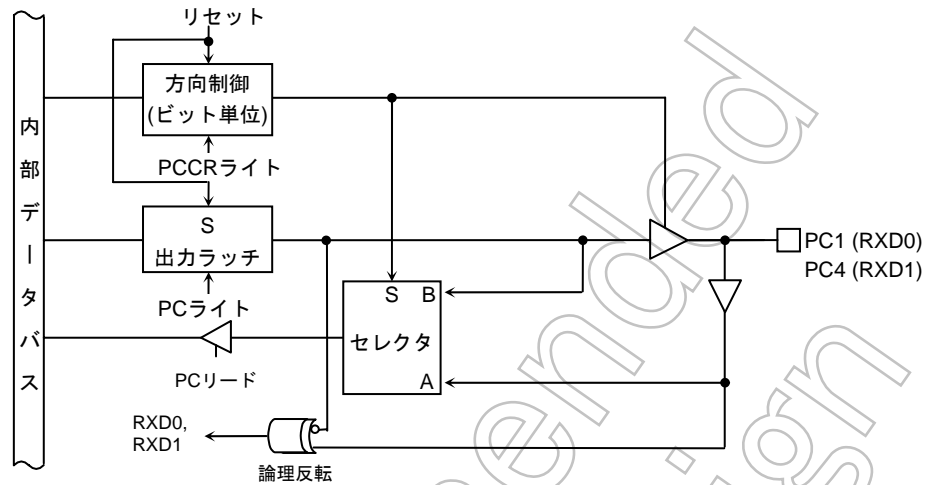 リセット
方向制御
(ビット単位)
内部データバス
PCCRライト
S
出力ラッチ
PC1 (RXD0)
PC4 (RXD1)
S B
PCライト
セレクタ
A
PCリード
RXD0,
RXD1
論理反転
ended
sign